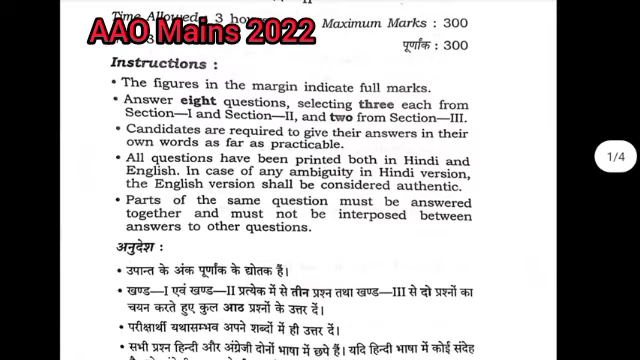 Time Allowed : 3 hours Maximum Marks : 300
AAO Mains 2022
3 पूर्णांक : 300
Instructions :
• The figures in the margin indicate full marks.
• Answer eight questions, selecting three each from
Section—I and Section—II, and two from Section—III.
• Candidates are required to give their answers in their
own words as far as practicable.
• All questions have been printed both in Hindi and
English. In case of any ambiguity in Hindi version,
the English version shall be considered authentic.
• Parts of the same question must be answered
together and must not be interposed between
answers to other questions.
अनुदेश :
• उपान्त के अंक पूर्णांक के द्योतक हैं।
• खण्ड—I एवं खण्ड—II प्रत्येक में से तीन प्रश्न तथा खण्ड—III से दो प्रश्नों का
चयन करते हुए कुल आठ प्रश्नों के उत्तर दें।
• परीक्षार्थी यथासम्भव अपने शब्दों में ही उत्तर दें।
• सभी प्रश्न हिन्दी और अंग्रेजी दोनों भाषा में छपे हैं। यदि हिन्दी भाषा में कोई संदेह
1/4